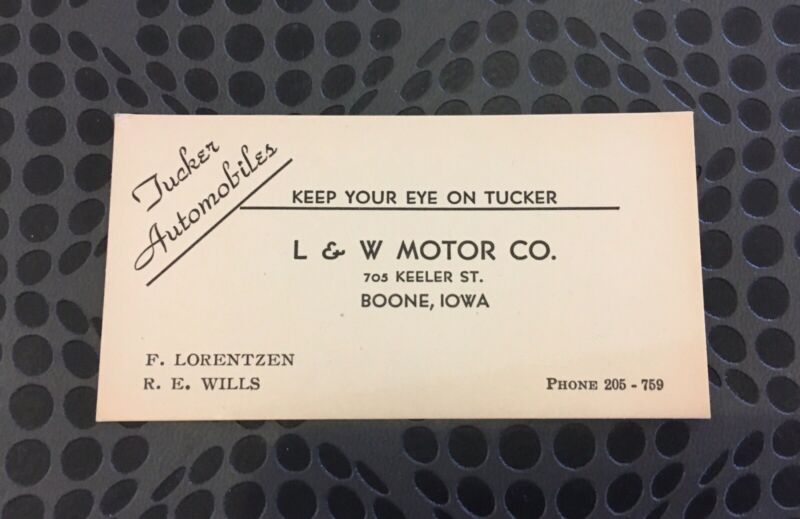 Tucker
Automobiles
KEEP YOUR EYE ON TUCKER
L & W MOTOR CO.
705 KEELER ST.
BOONE, IOWA
F. LORENTZEN
R. E. WILLS
PHONE 205 - 759